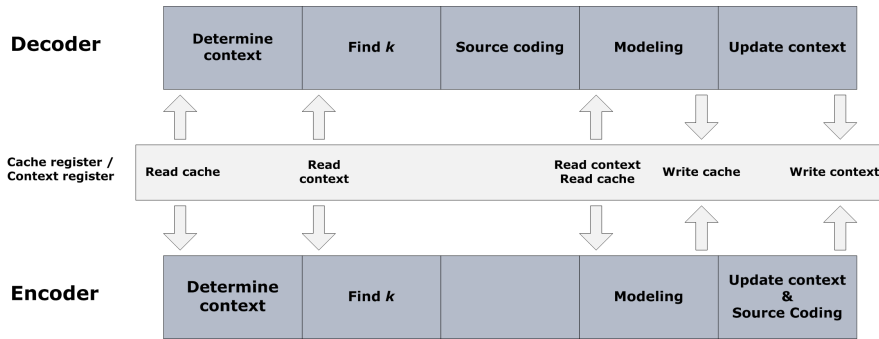 Decoder
Determine
context
Find k
Source coding
Modeling
Update context
Cache register /
Context register
Read cache
Read
context
Read context
Read cache
Write cache
Write context
Encoder
Determine
context
Find k
Modeling
Update context
&
Source Coding